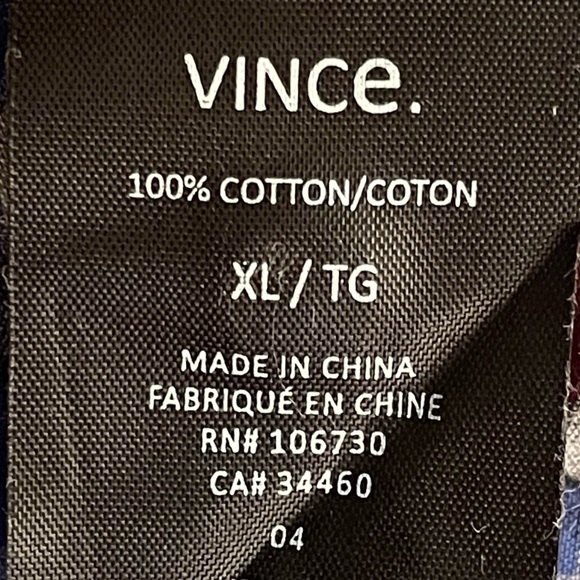 VINCe.
100% COTTON/COTON
XL / TG
MADE IN CHINA
FABRIQUÉ EN CHINE
RN# 106730
CA# 34460
04